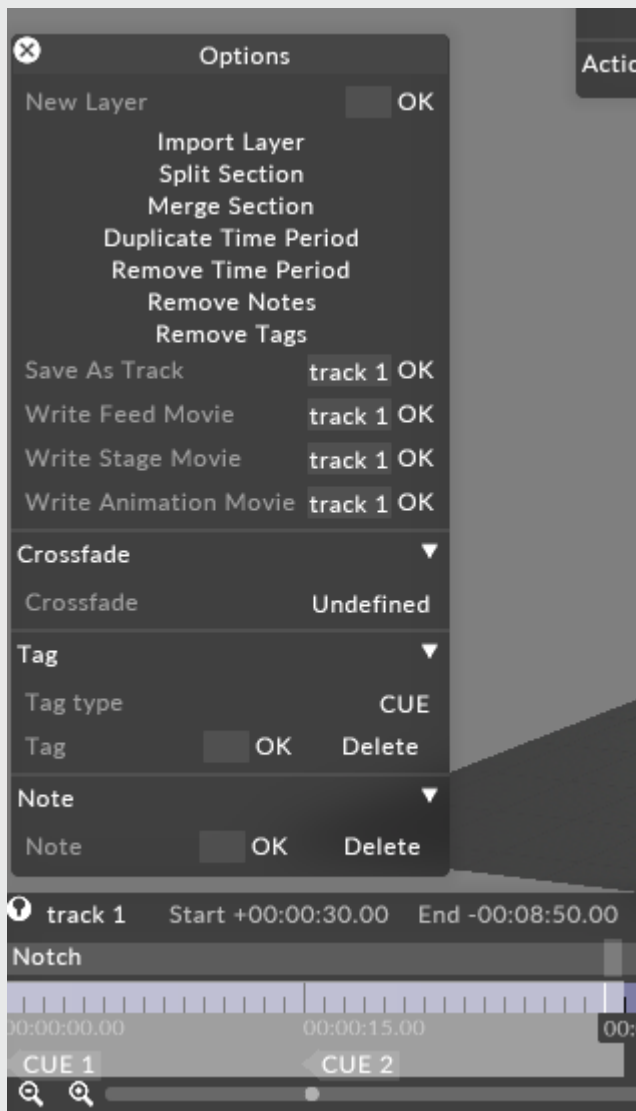 Options
Actio
New Layer OK
Import Layer
Split Section
Merge Section
Duplicate Time Period
Remove Time Period
Remove Notes
Remove Tags
Save As Track track 1 OK
Write Feed Movie track 1 OK
Write Stage Movie track 1 OK
Write Animation Movie track 1 OK
Crossfade
Crossfade Undefined
Tag
Tag type CUE
Tag OK Delete
Note
Note OK Delete
track 1 Start +00:00:30.00 End -00:08:50.00
Notch
00:00:00.00 00:00:15.00 00:
CUE 1 CUE 2